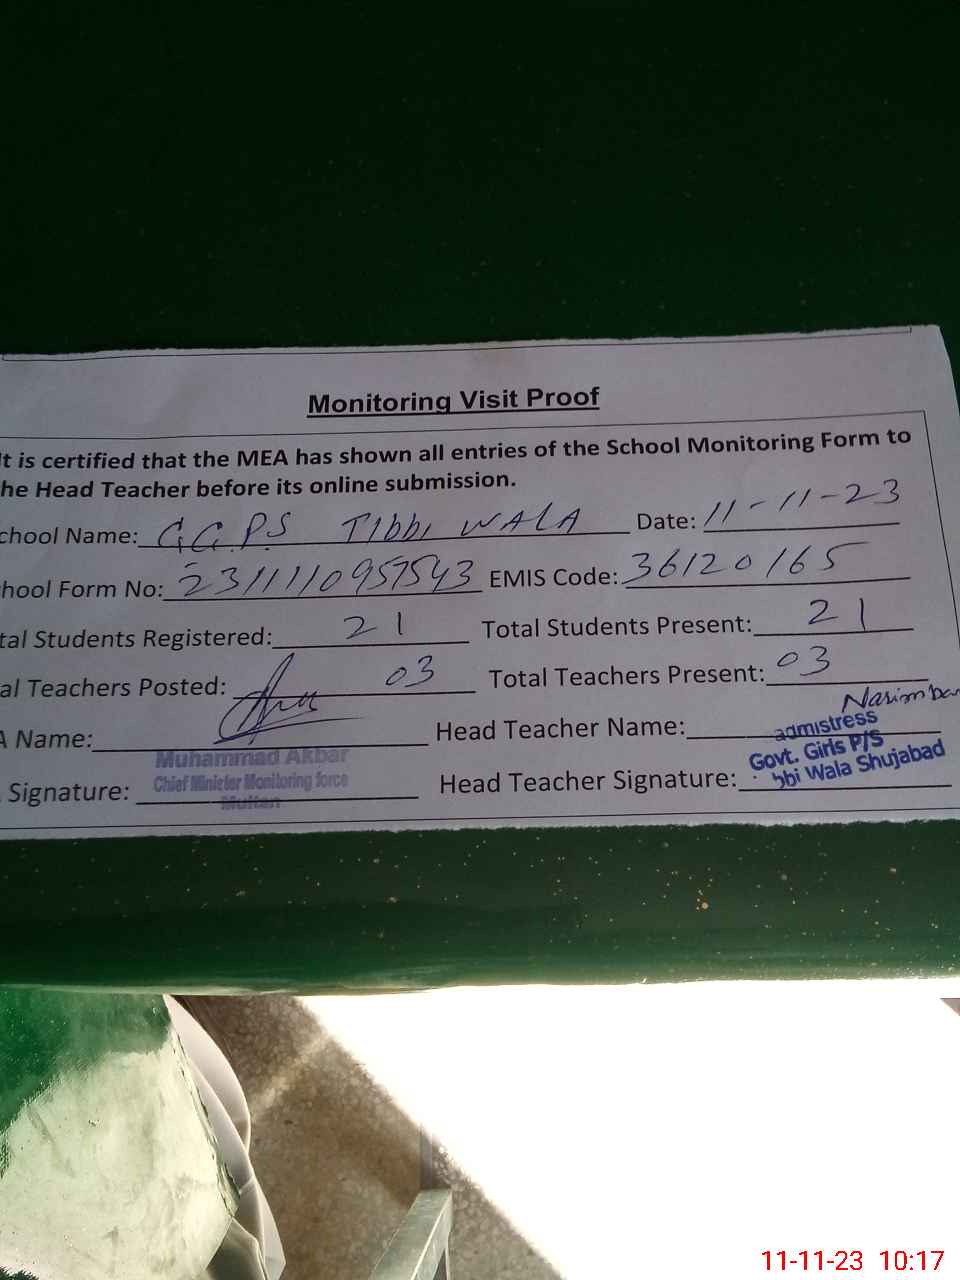 Monitoring Visit Proof
It is certified that the MEA has shown all entries of the School Monitoring Form to
he Head Teacher before its online submission.
chool Name: G.G.P.S TIbbi WALA Date: 11-11-23
hool Form No: 2311110957543 EMIS Code: 36120165
tal Students Registered: 21 Total Students Present: 21
al Teachers Posted: 03 Total Teachers Present: 03
A Name: Head Teacher Name: Nasim
Signature: Muhammad Akbar
Chief Minister Monitoring force
Multan
Head Teacher Signature:
admistress
Govt. Girls P/S
bbi Wala Shujabad
11-11-23 10:17